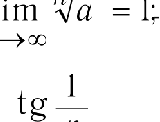 im ⁿ√a = 1;
→∞
tg 1